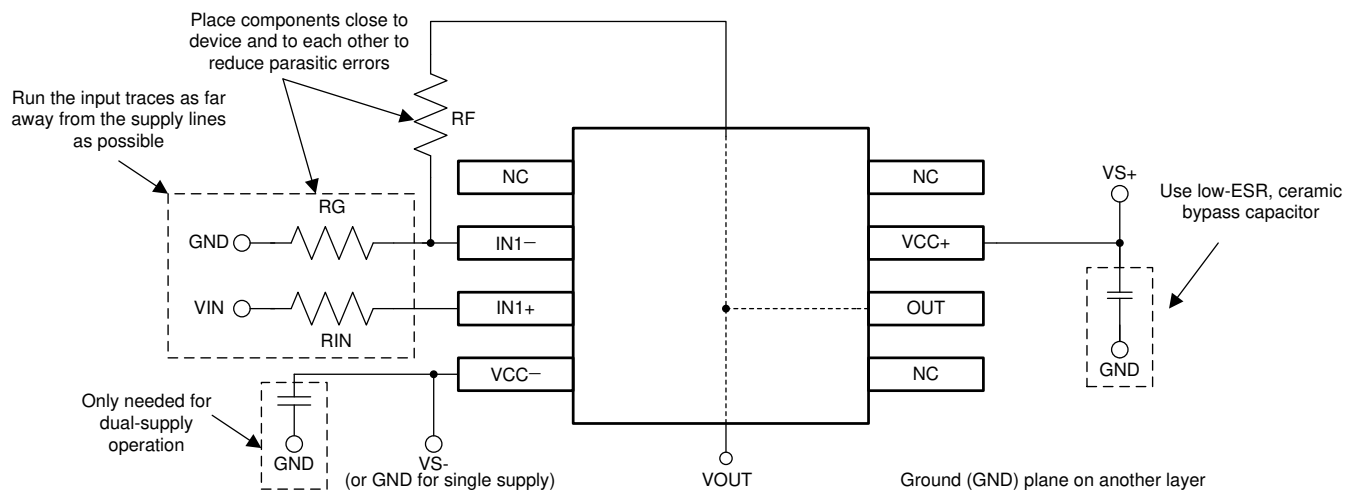 Place components close to
device and to each other to
reduce parasitic errors
Run the input traces as far
away from the supply lines
as possible
RF
NC
NC
VS+
Use low-ESR, ceramic
bypass capacitor
RG
GND
IN1−
VCC+
VIN
IN1+
OUT
RIN
VCC−
NC
GND
Only needed for
dual-supply
operation
GND
VS-
(or GND for single supply)
VOUT
Ground (GND) plane on another layer